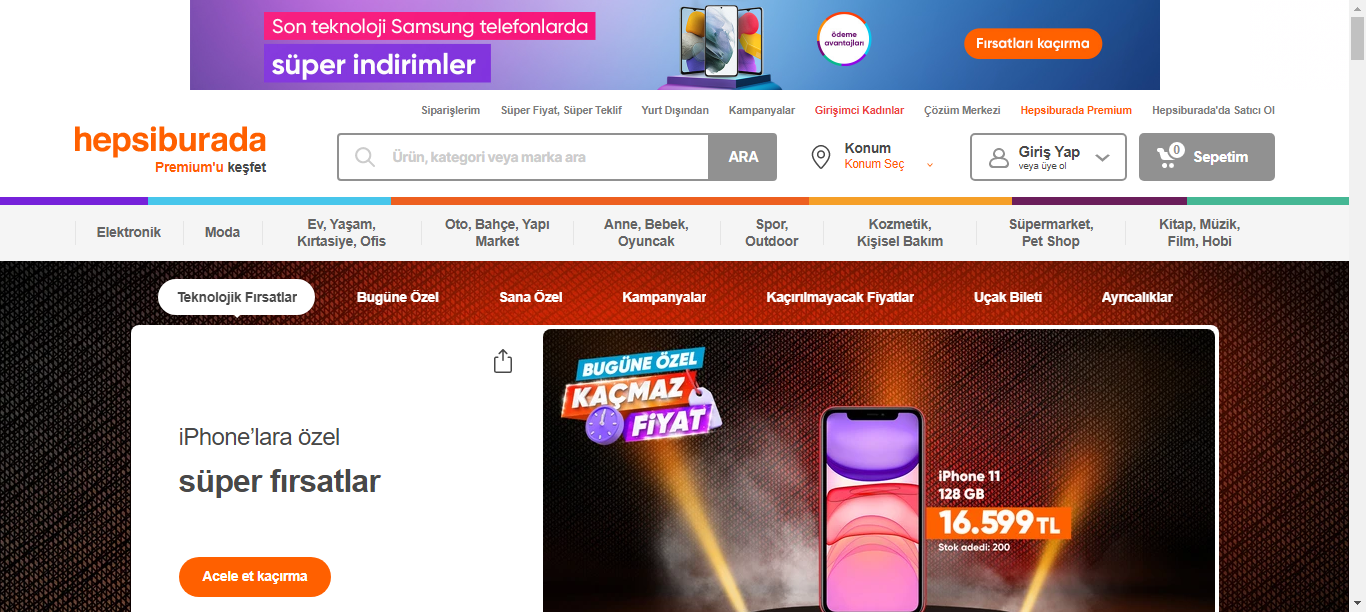 Son teknoloji Samsung telefonlarda
süper indirimler
ödeme
avantajları
Fırsatları kaçırma
Siparişlerim Süper Fiyat, Süper Teklif Yurt Dışından Kampanyalar Girişimci Kadınlar Çözüm Merkezi Hepsiburada Premium Hepsiburada'da Satıcı Ol
hepsiburada
Premium'u keşfet
Ürün, kategori veya marka ara
ARA
Konum
Konum Seç
Giriş Yap
veya üye ol
0
Sepetim
Elektronik
Moda
Ev, Yaşam,
Kırtasiye, Ofis
Oto, Bahçe, Yapı
Market
Anne, Bebek,
Oyuncak
Spor,
Outdoor
Kozmetik,
Kişisel Bakım
Süpermarket,
Pet Shop
Kitap, Müzik,
Film, Hobi
Teknolojik Fırsatlar Bugüne Özel Sana Özel Kampanyalar Kaçırılmayacak Fiyatlar Uçak Bileti Ayrıcalıklar
iPhone’lara özel
süper fırsatlar
Acele et kaçırma
BUGÜNE ÖZEL
KAÇMAZ
FİYAT
iPhone 11
128 GB
16.599 TL
Stok adedi: 200